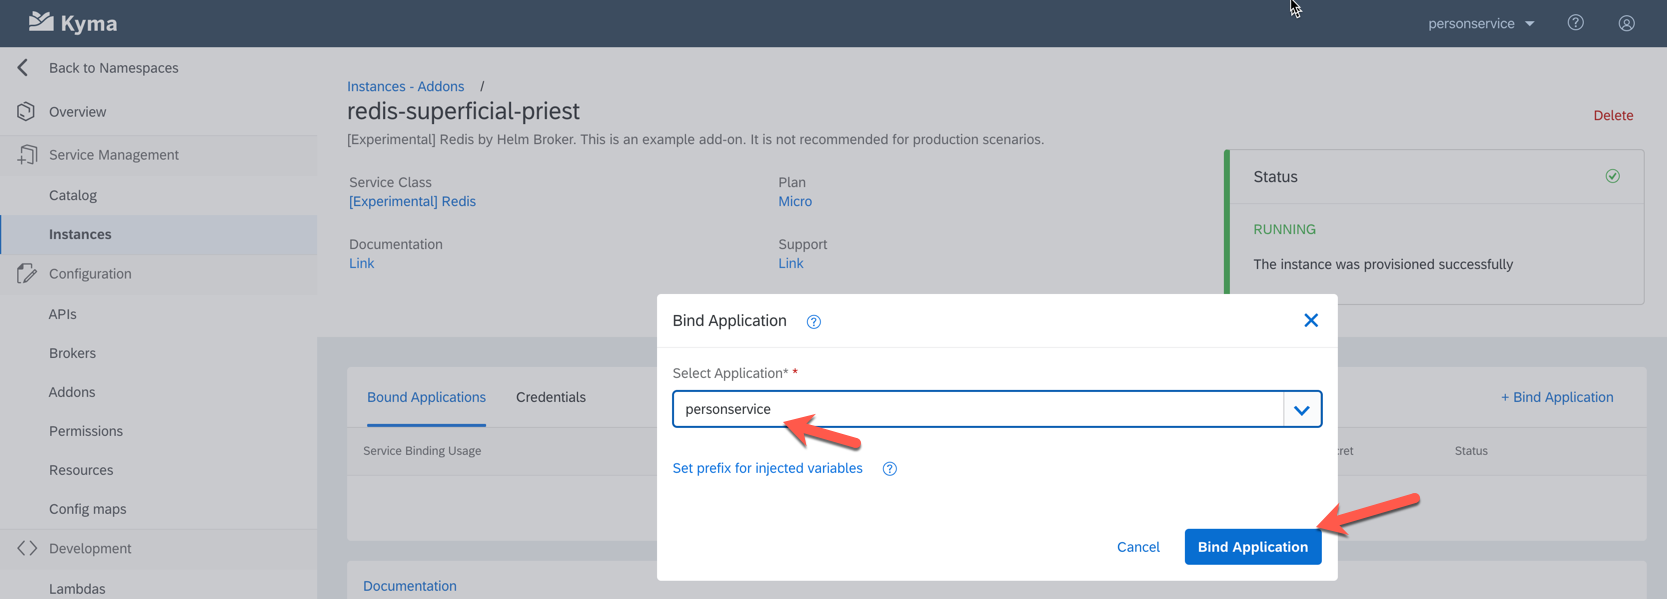 Kyma
personservice
Back to Namespaces
Overview
Service Management
Catalog
Instances
Configuration
APIs
Brokers
Addons
Permissions
Resources
Config maps
Development
Lambdas
Instances - Addons /
redis-superficial-priest
[Experimental] Redis by Helm Broker. This is an example add-on. It is not recommended for production scenarios.
Delete
Service Class
[Experimental] Redis
Plan
Micro
Documentation
Link
Support
Link
Status
RUNNING
The instance was provisioned successfully
Bound Applications Credentials
+ Bind Application
Service Binding Usage
Status
Documentation
Bind Application ?
Select Application* *
personservice
Set prefix for injected variables ?
Cancel
Bind Application